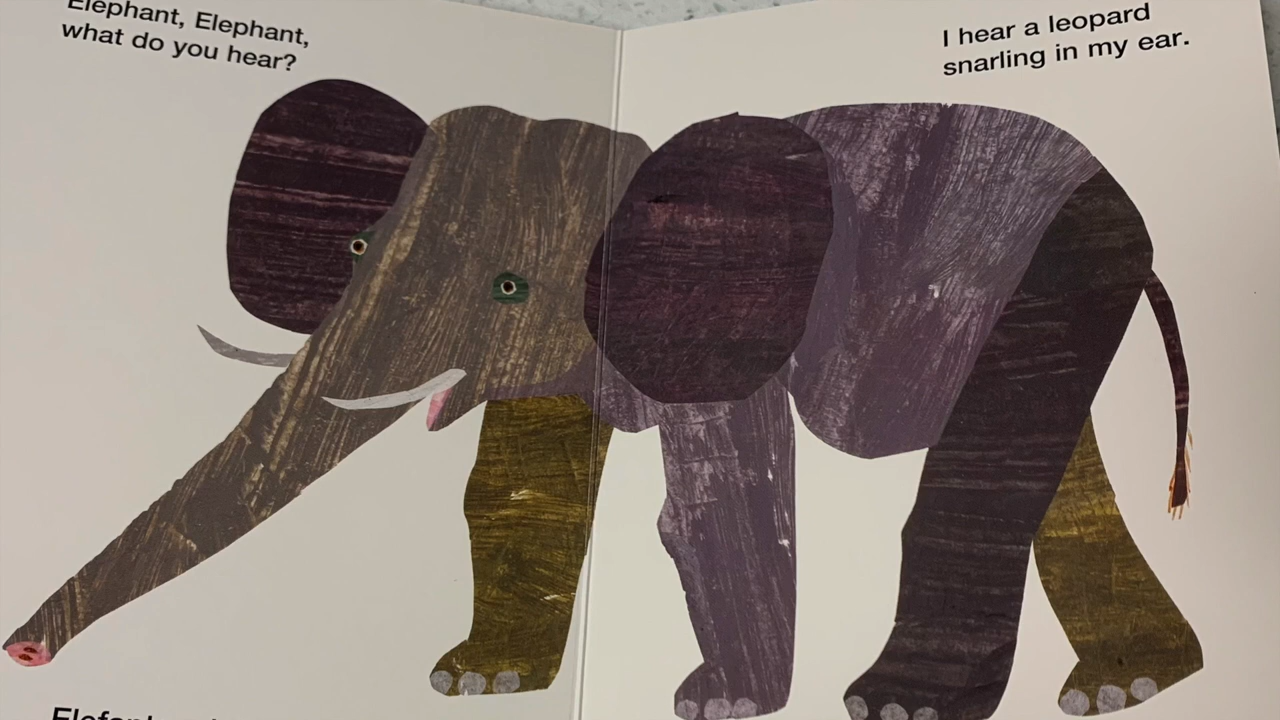 Elephant, Elephant,
what do you hear?
I hear a leopard
snarling in my ear.